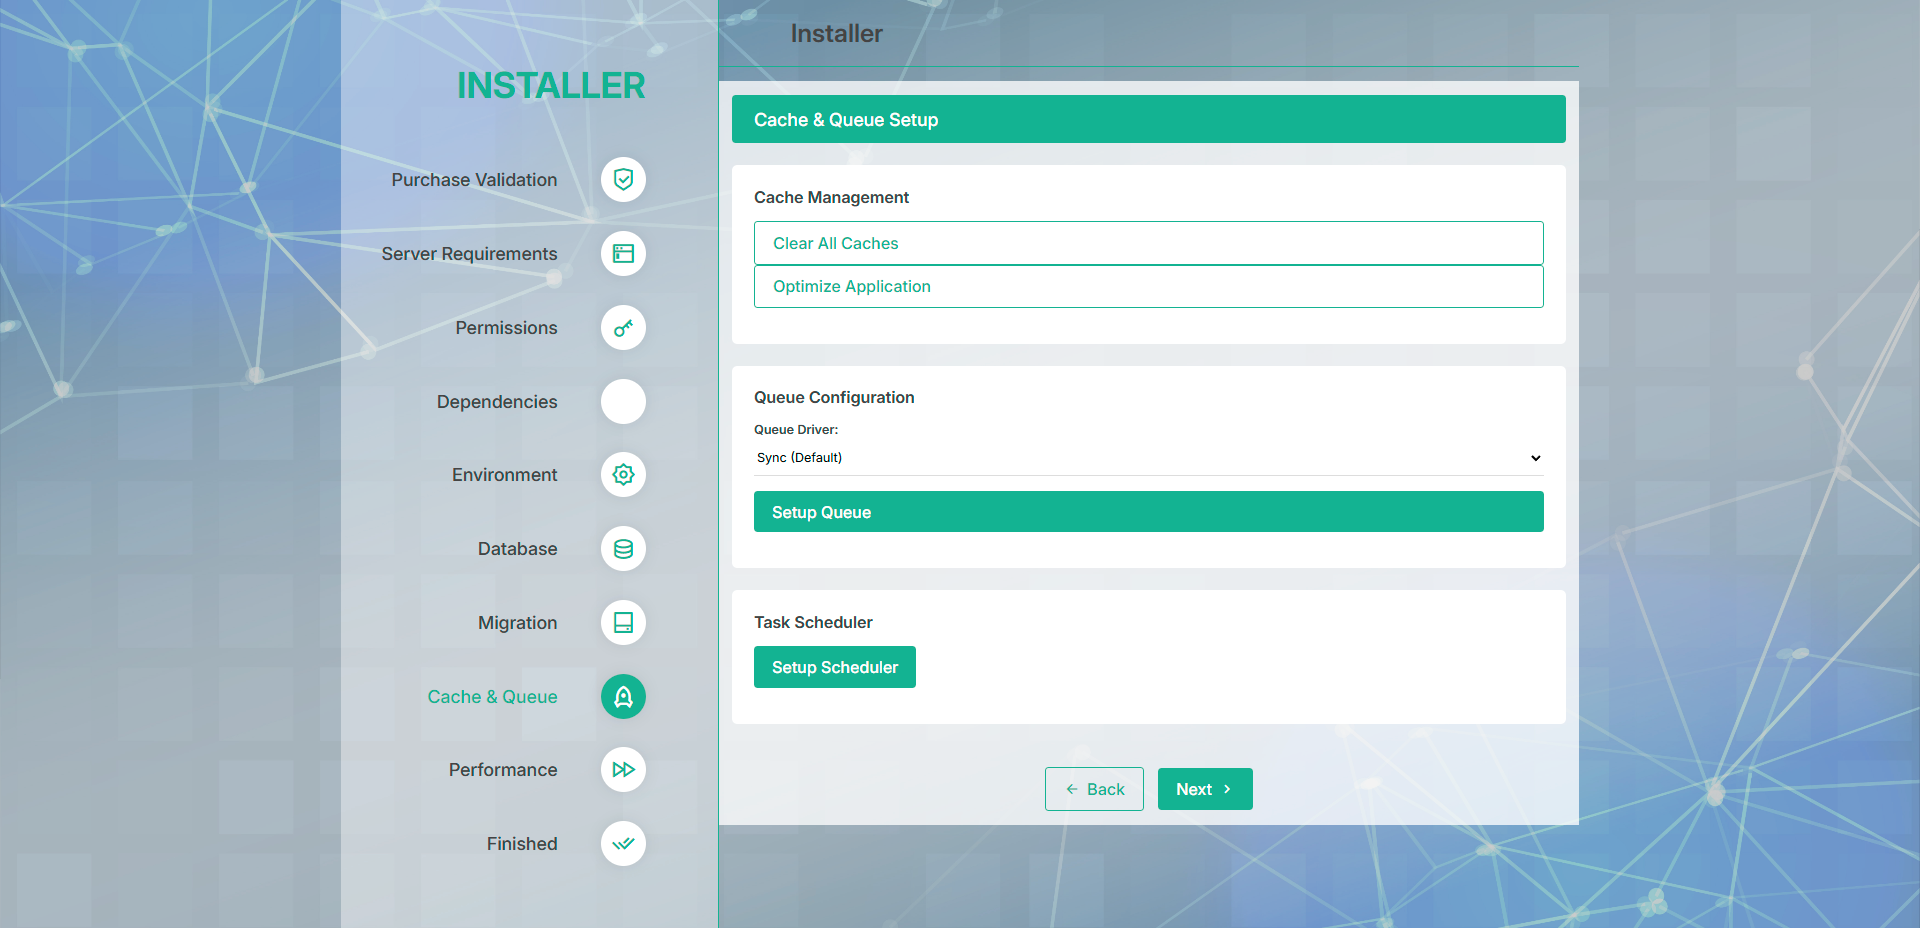 INSTALLER
Purchase Validation
Server Requirements
Permissions
Dependencies
Environment
Database
Migration
Cache & Queue
Performance
Finished
Installer
Cache & Queue Setup
Cache Management
Clear All Caches
Optimize Application
Queue Configuration
Queue Driver:
Sync (Default)
Setup Queue
Task Scheduler
Setup Scheduler
Back
Next